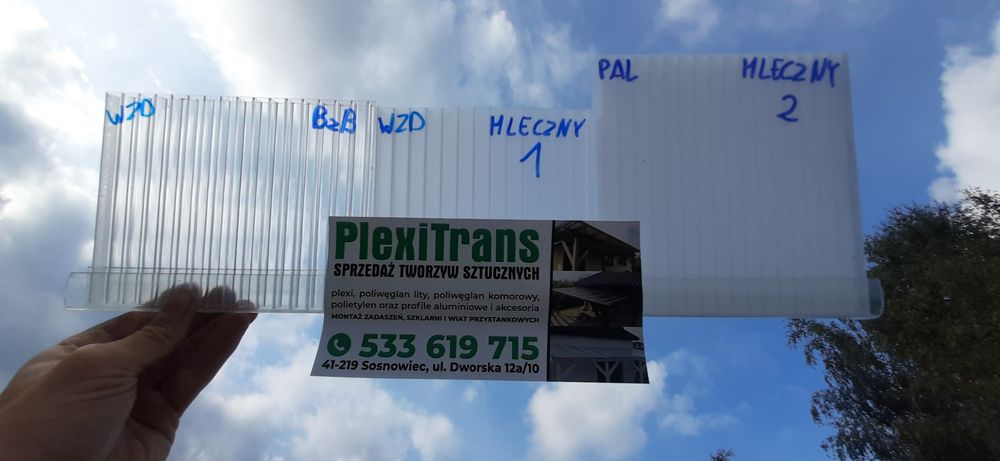 WZD BzB
WZD MLECZNY
1
PAL MLECZNY
2
PlexiTrans
SPRZEDAŻ TWORZYW SZTUCZNYCH
plexi, poliwęglan lity, poliwęglan komorowy,
polietylen oraz profile aluminiowe i akcesoria
MONTAŻ ZADASZEŃ, SZKLARNI I WIAT PRZYSTANKOWYCH
533 619 715
41-219 Sosnowiec, ul. Dworska 12a/10